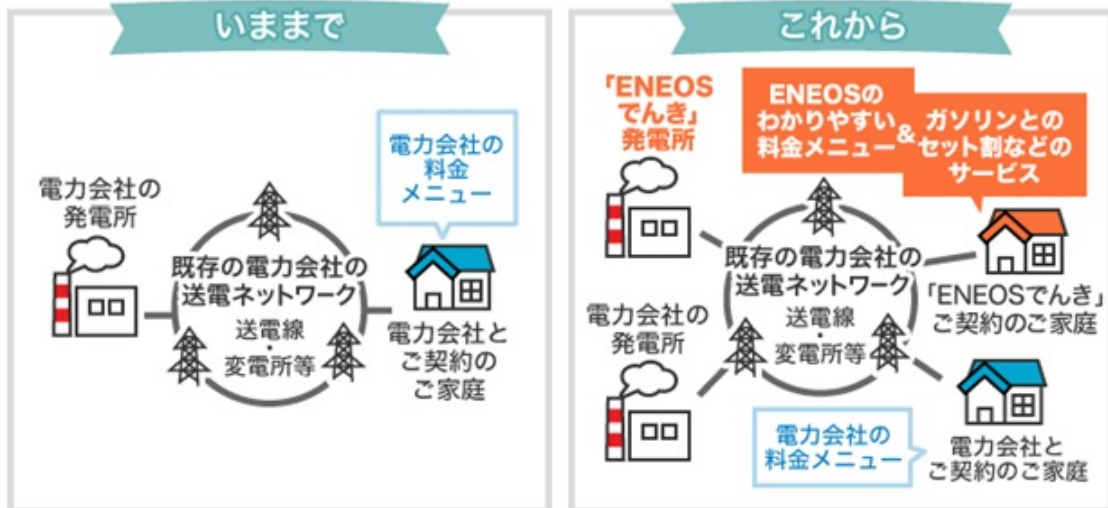 いままで
電力会社の
発電所
電力会社の
料金
メニュー
既存の電力会社の
送電ネットワーク
送電線
・
変電所等
電力会社と
ご契約の
ご家庭
これから
「ENEOS
でんき」
発電所
ENEOSの
わかりやすい
料金メニュー
&
ガソリンとの
セット割などの
サービス
既存の電力会社の
送電ネットワーク
送電線
・
変電所等
「ENEOSでんき」
ご契約のご家庭
電力会社の
発電所
電力会社の
料金メニュー
電力会社と
ご契約のご家庭